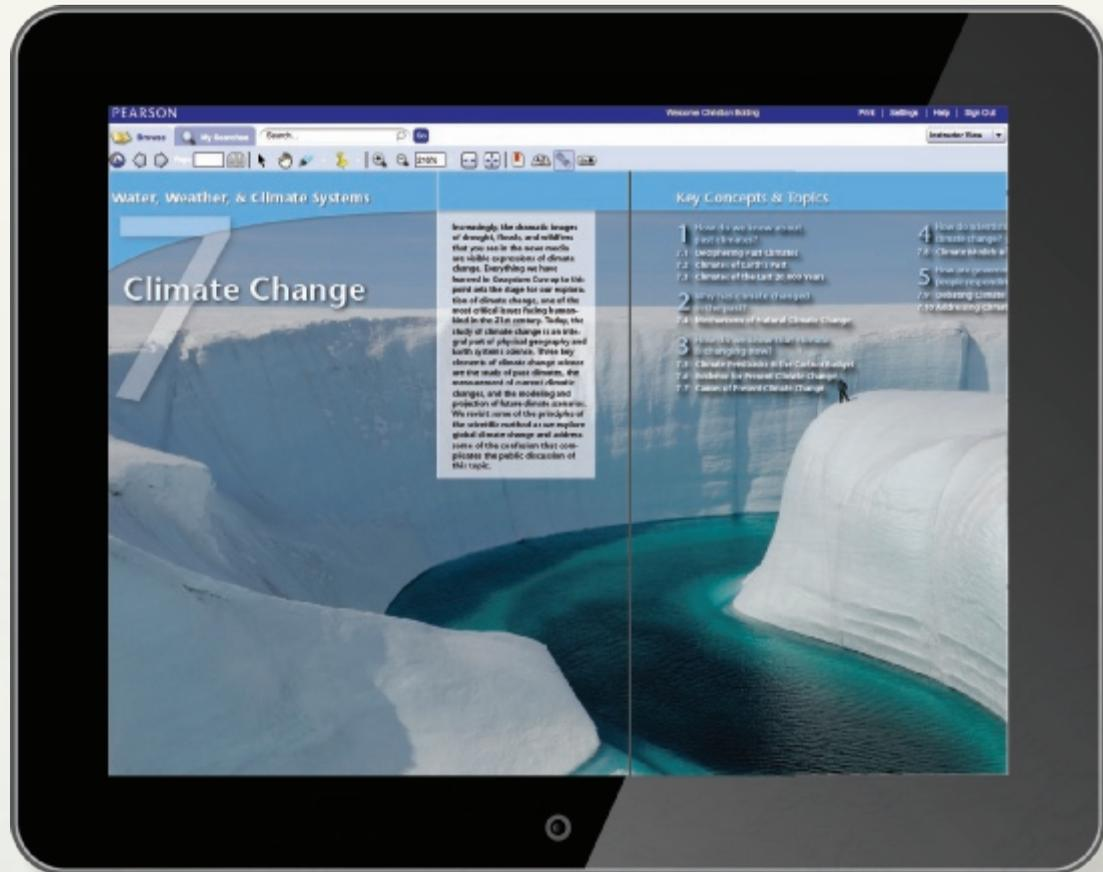 PEARSON
Welcome Christian Botting
Print | Settings | Help | Sign Out
Browse
My Searches
Search...
Go
Instructor View
210%
Water, Weather, & Climate Systems
7
Climate Change
Increasingly, the dramatic images
of drought, floods, and wildfires
that you see in the news media
are visible expressions of climate
change. Everything we have
learned in Geosystems Core up to this
point sets the stage for our explora-
tion of climate change, one of the
most critical issues facing human-
kind in the 21st century. Today, the
study of climate change is an inte-
gral part of physical geography and
Earth systems science. Three key
elements of climate change science
are the study of past climates, the
measurement of current climatic
changes, and the modeling and
projection of future climate scenarios.
We revisit some of the principles of
the scientific method as we explore
global climate change and address
some of the confusion that com-
plicates the public discussion of
this topic.
Key Concepts & Topics
1 How do we know about
past climates?
7.1 Deciphering Past Climates
7.2 Climates of Earth's Past
7.3 Climates of the Last 20,000 Years
2 Why has climate changed
in the past?
7.4 Mechanisms of Natural Climate Change
3 How do we know that climate
is changing now?
7.5 Climate Feedbacks & the Carbon Budget
7.6 Evidence for Present Climate Change
7.7 Causes of Present Climate Change
4 How do scientis
climate change?
7.8 Climate Models &
5 How are governm
people respondin
7.9 Debating Climate
7.10 Addressing Climat